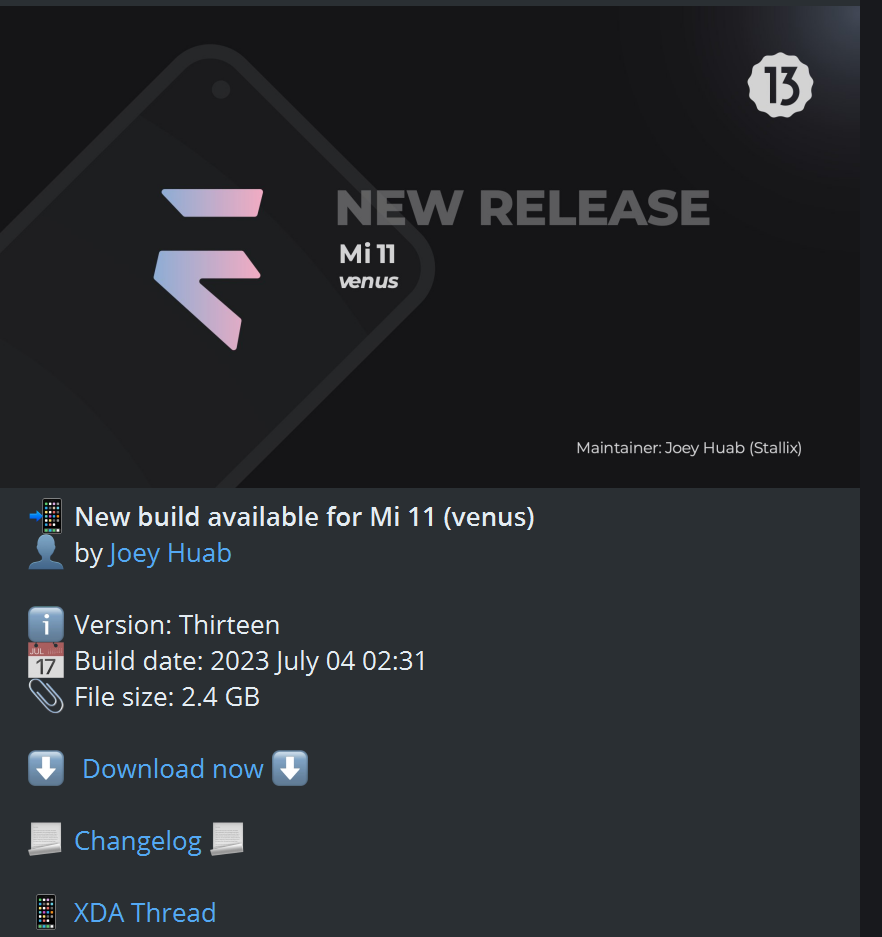 13
NEW RELEASE
Mi 11
venus
Maintainer: Joey Huab (Stallix)
New build available for Mi 11 (venus)
by Joey Huab
Version: Thirteen
JUL 17
Build date: 2023 July 04 02:31
File size: 2.4 GB
Download now
Changelog
XDA Thread